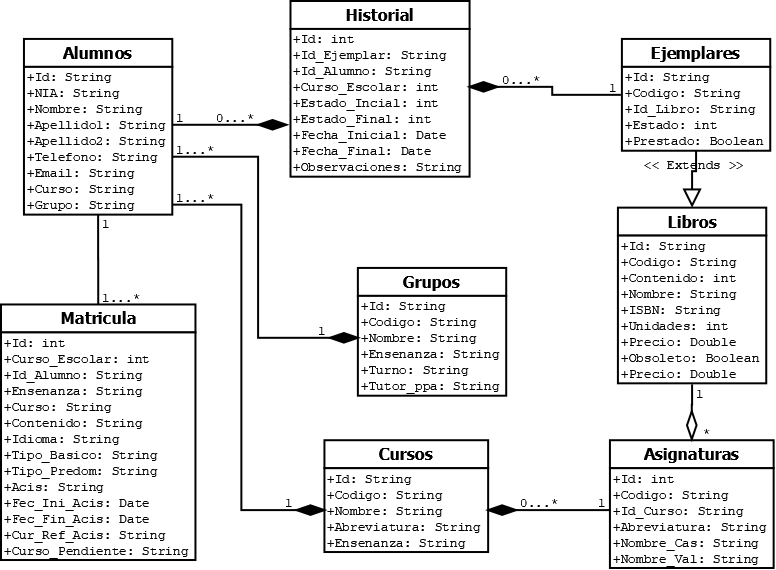 Historial
+Id: int
+Id_Ejemplar: String
+Id_Alumno: String
+Curso_Escolar: int
+Estado_Incial: int
+Estado_Final: int
+Fecha_Inicial: Date
+Fecha_Final: Date
+Observaciones: String
Alumnos
+Id: String
+NIA: String
+Nombre: String
+Apellido1: String
+Apellido2: String
+Telefono: String
+Email: String
+Curso: String
+Grupo: String
1
0...*
1...*
1...*
1
1...*
0...*
1
Ejemplares
+Id: String
+Codigo: String
+Id_Libro: String
+Estado: int
+Prestado: Boolean
<< Extends >>
Libros
+Id: String
+Codigo: String
+Contenido: int
+Nombre: String
+ISBN: String
+Unidades: int
+Precio: Double
+Obsoleto: Boolean
+Precio: Double
1
*
Grupos
+Id: String
+Codigo: String
+Nombre: String
+Ensenanza: String
+Turno: String
+Tutor_ppa: String
1
Matricula
+Id: int
+Curso_Escolar: int
+Id_Alumno: String
+Ensenanza: String
+Curso: String
+Contenido: String
+Idioma: String
+Tipo_Basico: String
+Tipo_Predom: String
+Acis: String
+Fec_Ini_Acis: Date
+Fec_Fin_Acis: Date
+Cur_Ref_Acis: String
+Curso_Pendiente: String
1
Cursos
+Id: String
+Codigo: String
+Nombre: String
+Abreviatura: String
+Ensenanza: String
0...*
1
Asignaturas
+Id: int
+Codigo: String
+Id_Curso: String
+Abreviatura: String
+Nombre_Cas: String
+Nombre_Val: String